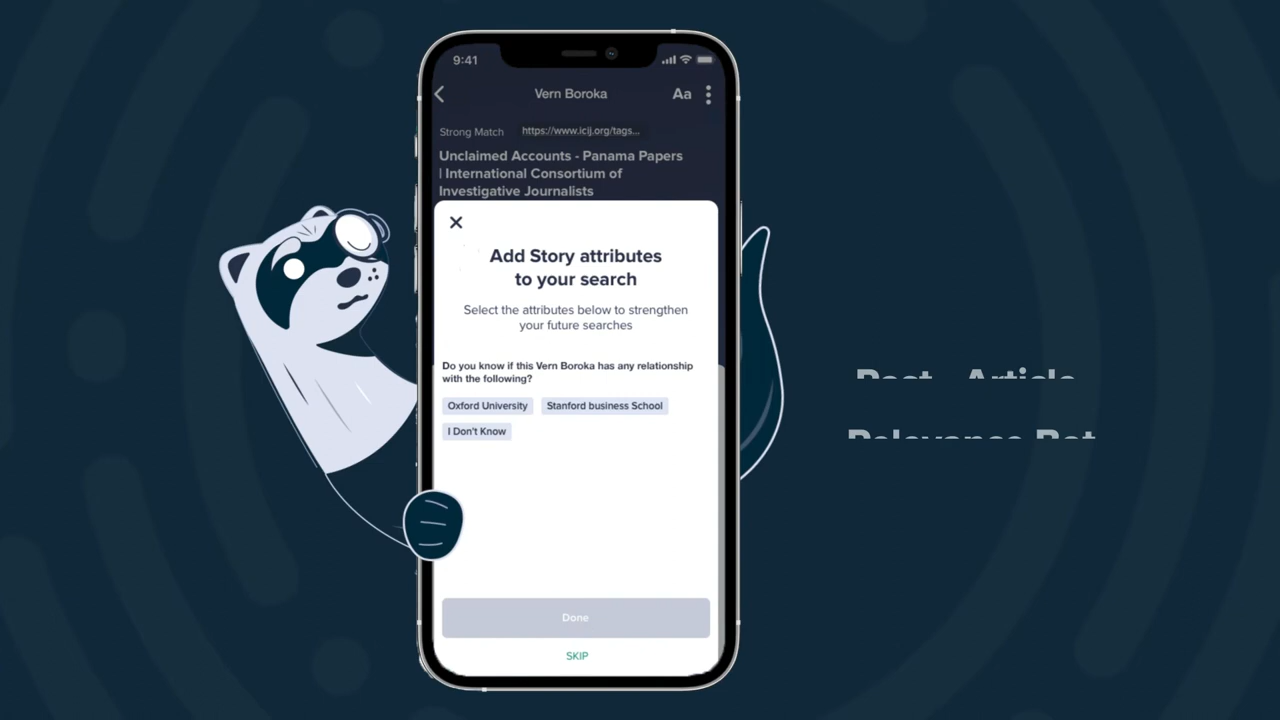 9:41
Vern Boroka
Aa
Strong Match https://www.icij.org/tags...
Unclaimed Accounts - Panama Papers
| International Consortium of
Investigative Journalists
Add Story attributes
to your search
Select the attributes below to strengthen
your future searches
Do you know if this Vern Boroka has any relationship
with the following?
Oxford University Stanford business School
I Don't Know
Done
SKIP